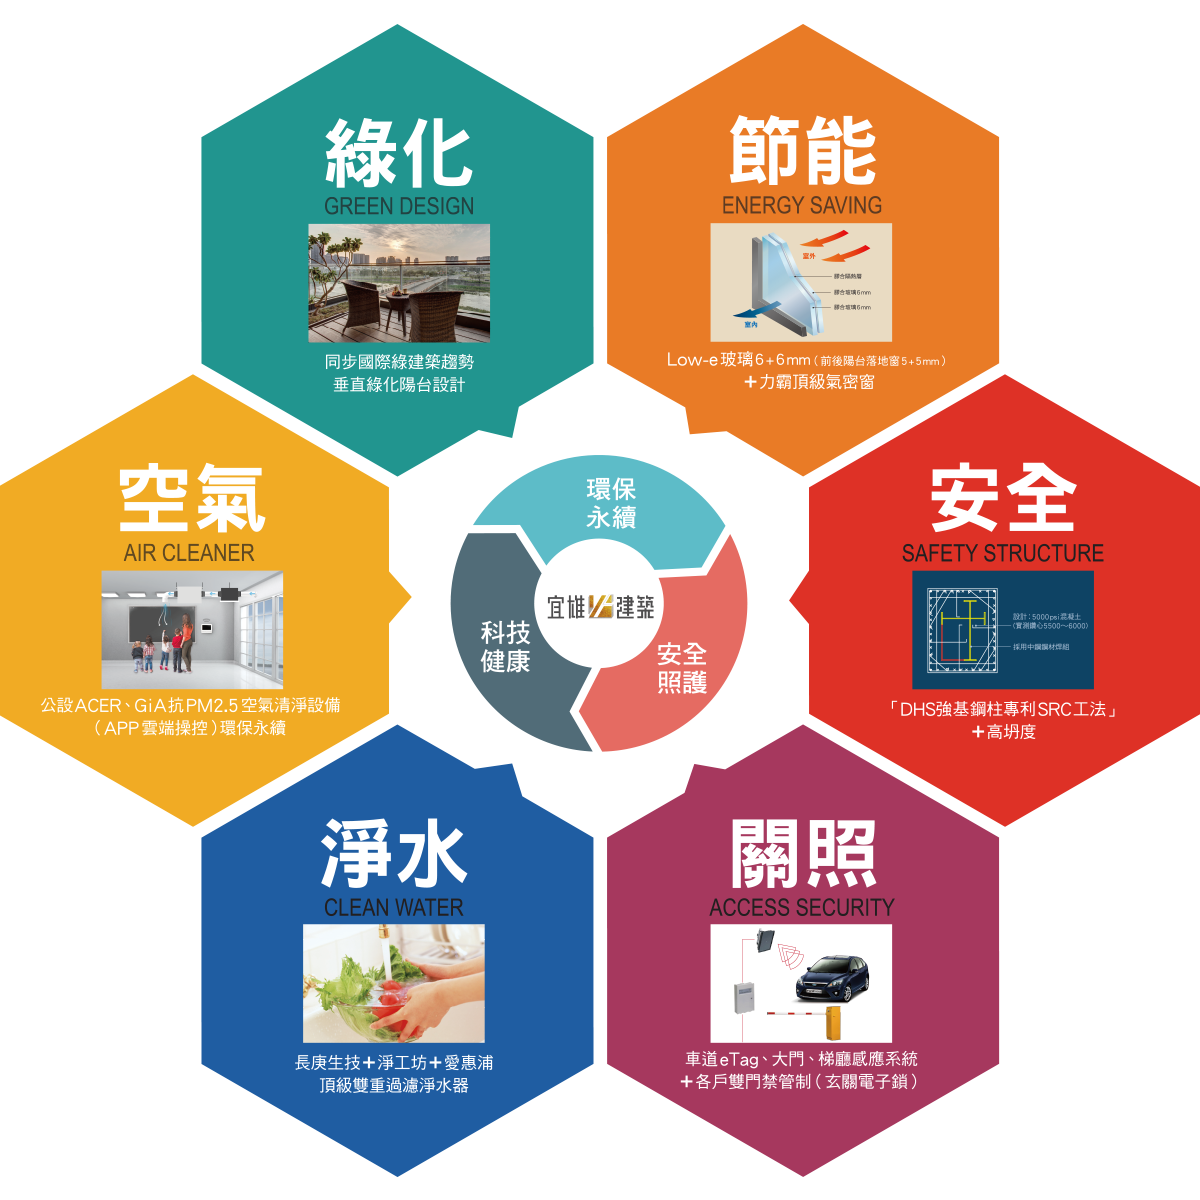 綠化
GREEN DESIGN
同步國際綠建築趨勢
垂直綠化陽台設計
節能
ENERGY SAVING
室外
膠合隔熱層
膠合玻璃6mm
膠合玻璃6mm
室內
Low-e玻璃6+6mm(前後陽台落地窗5+5mm)
+力霸頂級氣密窗
空氣
AIR CLEANER
公設ACER、GiA抗PM2.5空氣清淨設備
(APP雲端操控)環保永續
環保
永續
科技
健康
宜雄 建築
安全
照護
安全
SAFETY STRUCTURE
設計:5000psi混凝土
(實測鑽心5500~6000)
採用中鋼鋼材焊組
「DHS強基鋼柱專利SRC工法」
+高坍度
淨水
CLEAN WATER
長庚生技+淨工坊+愛惠浦
頂級雙重過濾淨水器
關照
ACCESS SECURITY
車道eTag、大門、梯廳感應系統
+各戶雙門禁管制(玄關電子鎖)